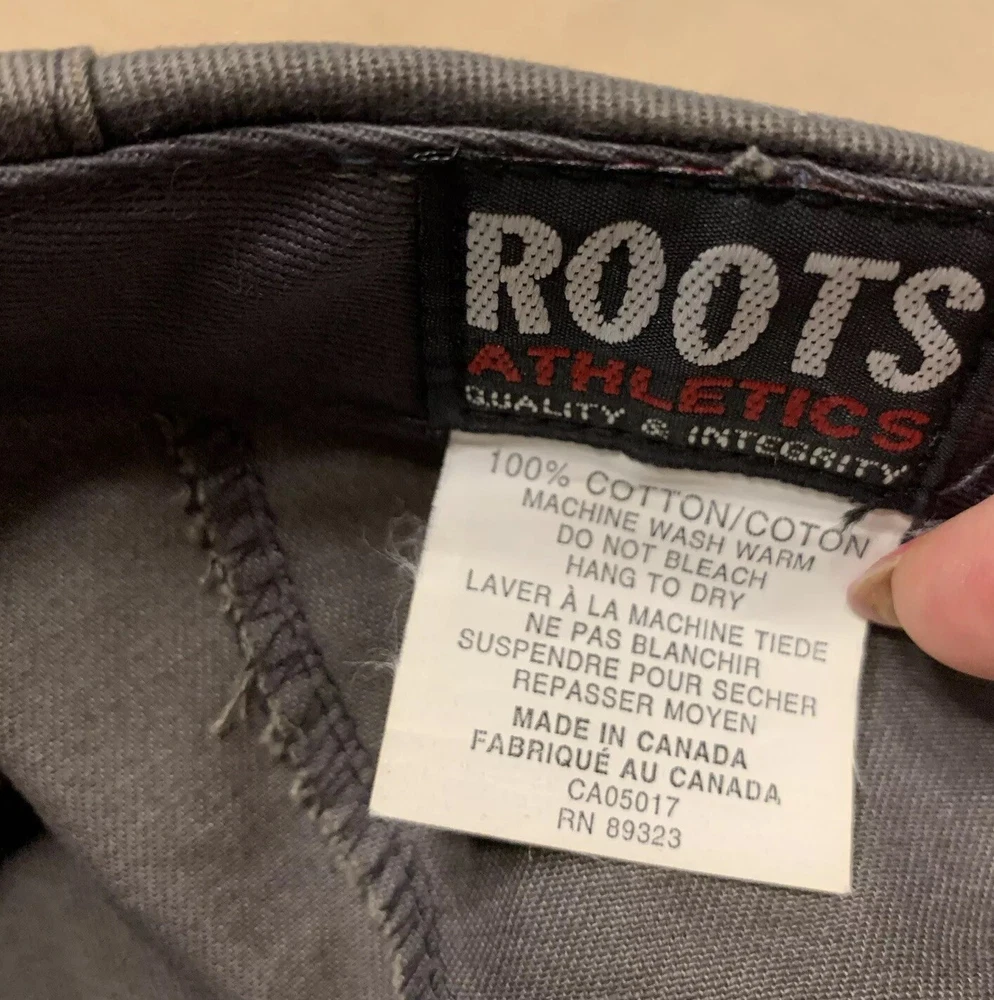 ROOTS
ATHLETICS
QUALITY & INTEGRITY
100% COTTON/COTON
MACHINE WASH WARM
DO NOT BLEACH
HANG TO DRY
LAVER À LA MACHINE TIEDE
NE PAS BLANCHIR
SUSPENDRE POUR SECHER
REPASSER MOYEN
MADE IN CANADA
FABRIQUÉ AU CANADA
CA05017
RN 89323